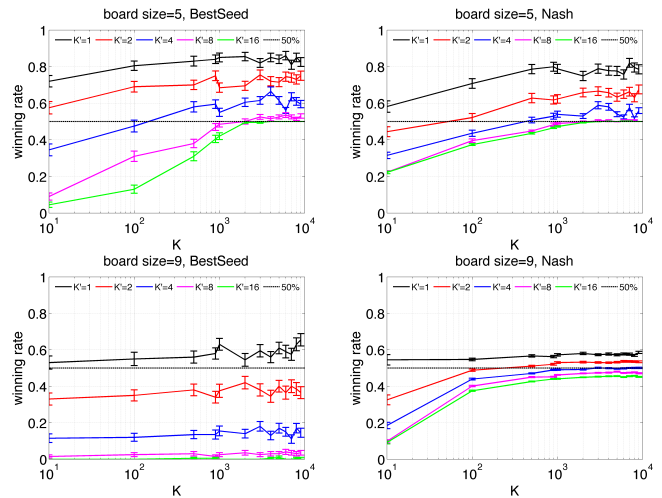 board size=5, BestSeed
K'=1 K'=2 K'=4 K'=8 K'=16 50%
winning rate
1
0.8
0.6
0.4
0.2
0
10^1 10^2 10^3 10^4
K
board size=5, Nash
K'=1 K'=2 K'=4 K'=8 K'=16 50%
winning rate
1
0.8
0.6
0.4
0.2
0
10^1 10^2 10^3 10^4
K
board size=9, BestSeed
K'=1 K'=2 K'=4 K'=8 K'=16 50%
winning rate
1
0.8
0.6
0.4
0.2
0
10^1 10^2 10^3 10^4
K
board size=9, Nash
K'=1 K'=2 K'=4 K'=8 K'=16 50%
winning rate
1
0.8
0.6
0.4
0.2
0
10^1 10^2 10^3 10^4
K